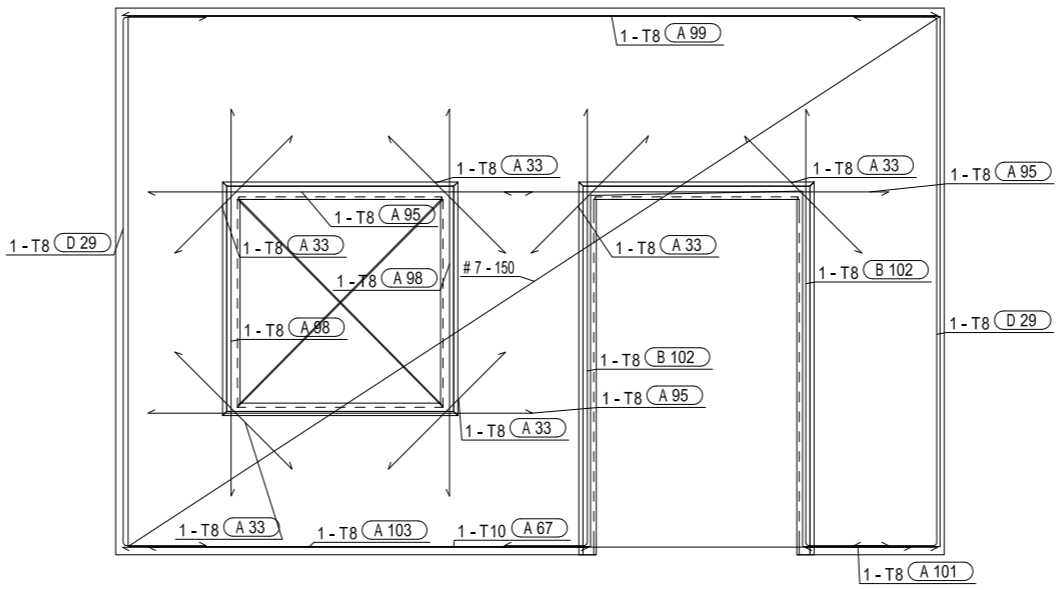 1 - T8 A 99
1 - T8 A 33
1 - T8 A 33
1 - T8 A 95
1 - T8 A 95
1 - T8 D 29
1 - T8 A 33
1 - T8 A 33
# 7 - 150
1 - T8 A 98
1 - T8 B 102
1 - T8 A 98
1 - T8 D 29
1 - T8 B 102
1 - T8 A 95
1 - T8 A 33
1 - T8 A 33
1 - T8 A 103
1 - T10 A 67
1 - T8 A 101